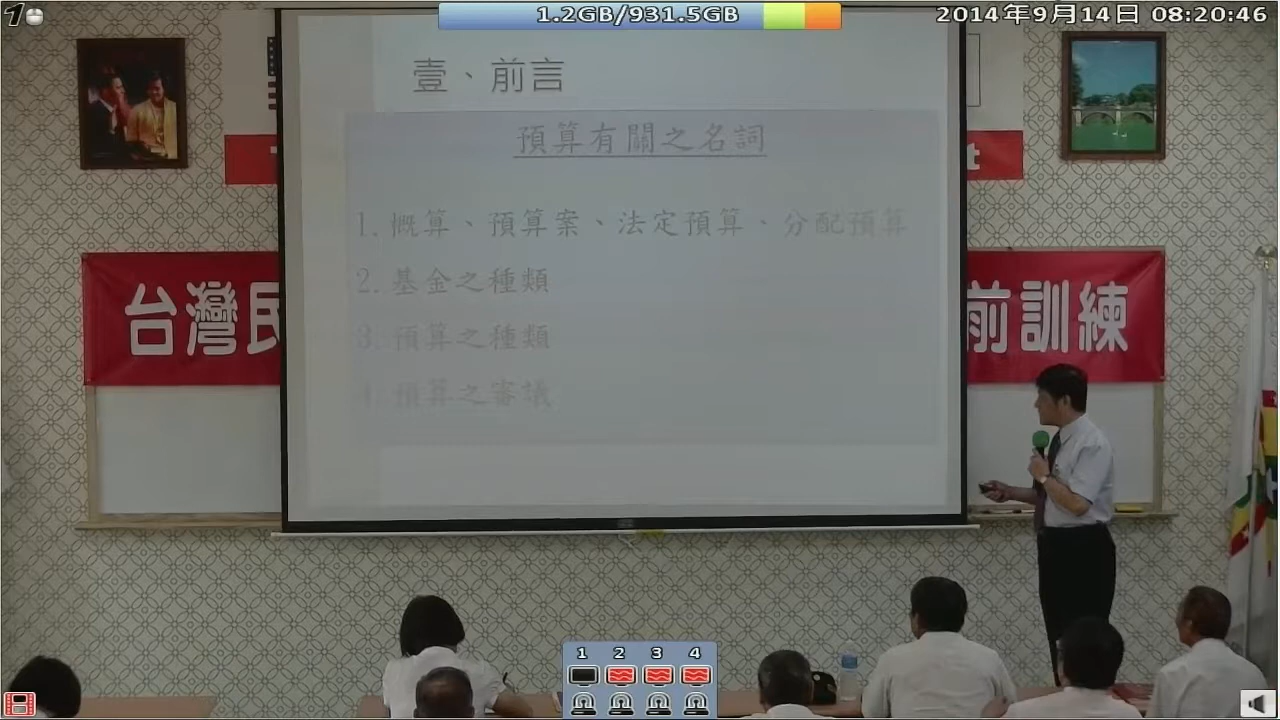 1
1.2GB/931.5GB
2014年9月14日 08:20:46
壹、前言
預算有關之名詞
1. 概算、預算案、法定預算、分配預算
2. 基金之種類
3. 預算之種類
4. 預算之審議
t
台灣民
前訓練
1 2 3 4